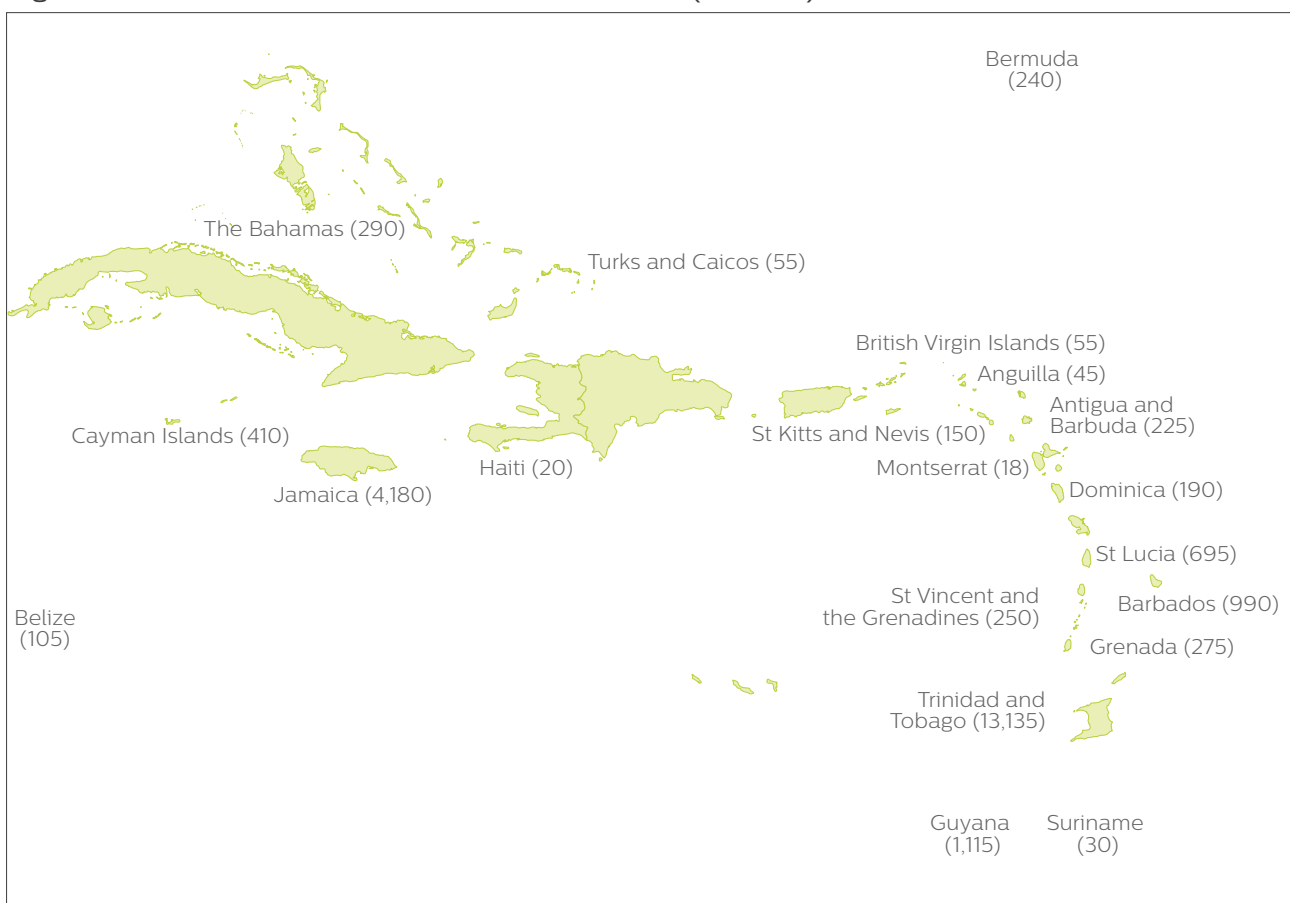 Bermuda
(240)
The Bahamas (290)
Turks and Caicos (55)
British Virgin Islands (55)
Anguilla (45)
Antigua and
Barbuda (225)
Cayman Islands (410)
St Kitts and Nevis (150)
Haiti (20)
Montserrat (18)
Jamaica (4,180)
Dominica (190)
St Lucia (695)
St Vincent and
the Grenadines (250)
Barbados (990)
Belize
(105)
Grenada (275)
Trinidad and
Tobago (13,135)
Guyana
(1,115)
Suriname
(30)